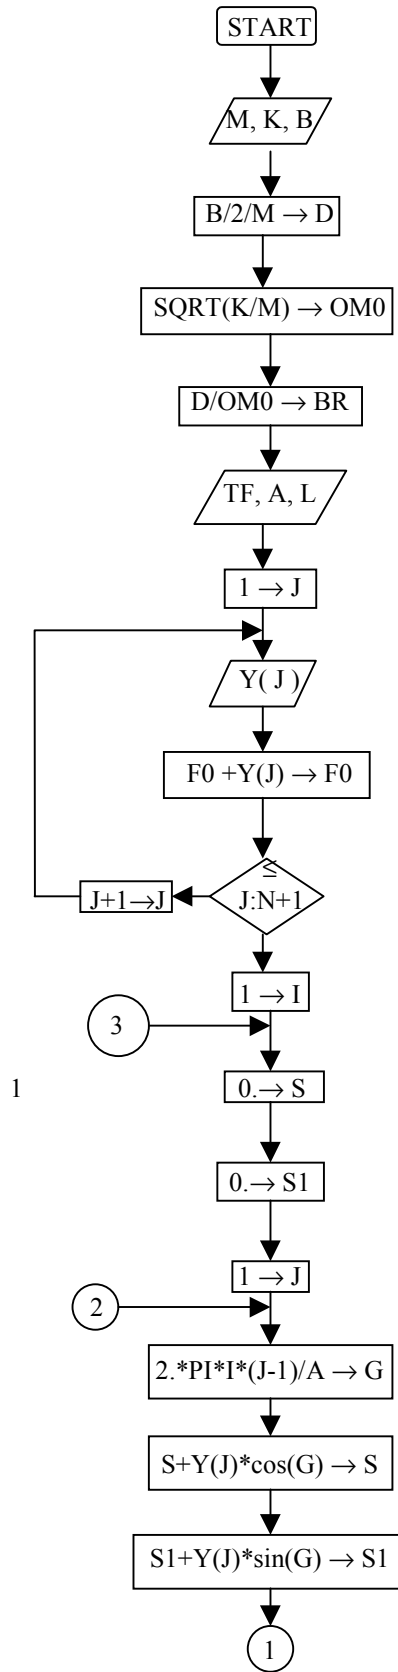 START
M, K, B
B/2/M → D
SQRT(K/M) → OM0
D/OM0 → BR
TF, A, L
1 → J
Y( J )
F0 +Y(J) → F0
≤
J+1→J
J:N+1
1 → I
3
1
0.→ S
0.→ S1
1 → J
2
2.*PI*I*(J-1)/A → G
S+Y(J)*cos(G) → S
S1+Y(J)*sin(G) → S1
1